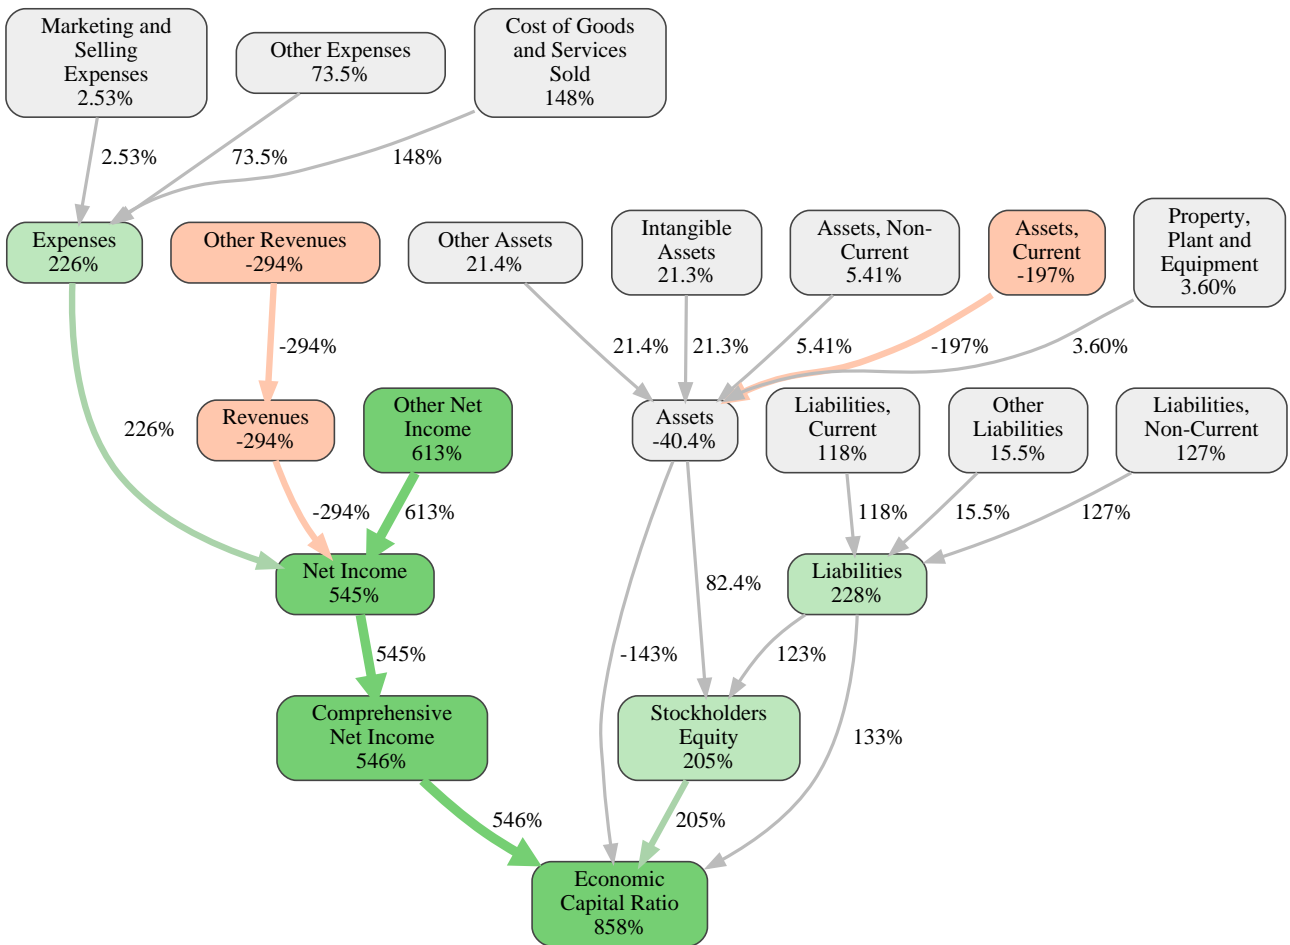 Marketing and
Selling
Expenses
2.53%
Other Expenses
73.5%
Cost of Goods
and Services
Sold
148%
2.53%
73.5%
148%
Expenses
226%
Other Revenues
-294%
Other Assets
21.4%
Intangible
Assets
21.3%
Assets, Non-
Current
5.41%
Assets,
Current
-197%
Property,
Plant and
Equipment
3.60%
-294%
21.4%
21.3%
5.41%
-197%
3.60%
226%
Revenues
-294%
Other Net
Income
613%
Assets
-40.4%
Liabilities,
Current
118%
Other
Liabilities
15.5%
Liabilities,
Non-Current
127%
-294%
613%
118%
15.5%
127%
Net Income
545%
82.4%
Liabilities
228%
545%
-143%
123%
Comprehensive
Net Income
546%
Stockholders
Equity
205%
133%
546%
205%
Economic
Capital Ratio
858%